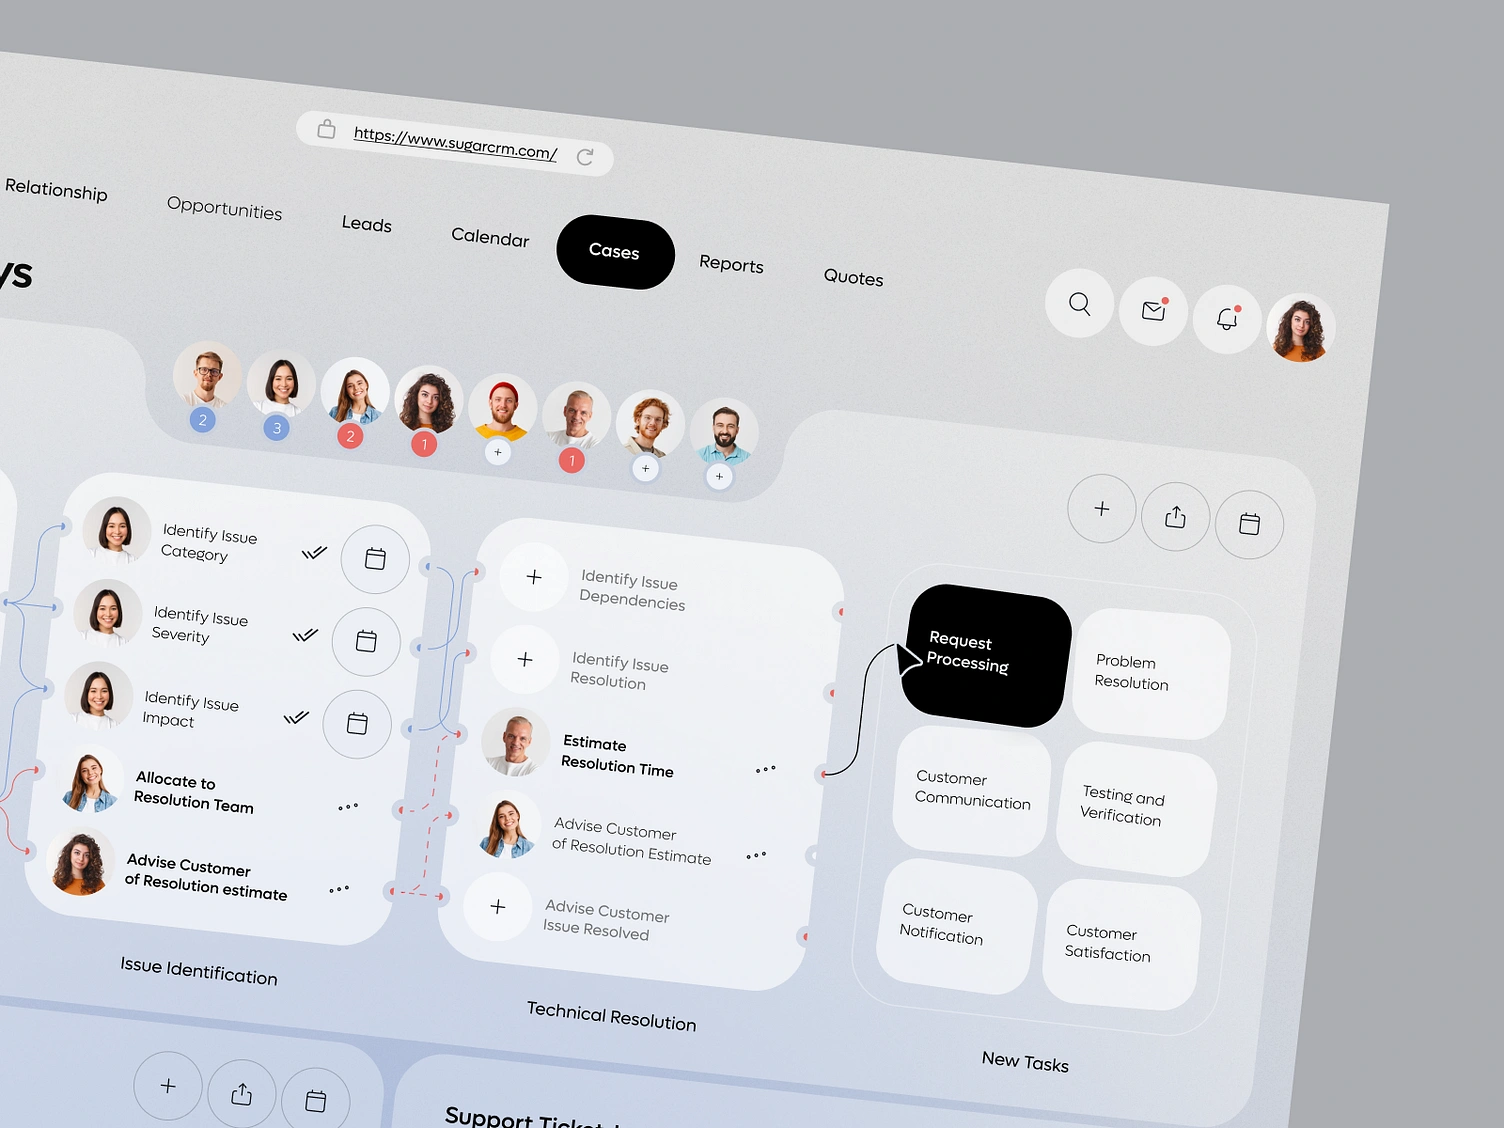 https://www.sugarcrm.com/
Relationship
Opportunities
Leads
Calendar
Cases
Reports
Quotes
ys
2
3
2
1
+
1
+
+
Identify Issue
Category
Identify Issue
Severity
Identify Issue
Impact
Allocate to
Resolution Team
Advise Customer
of Resolution estimate
Issue Identification
Identify Issue
Dependencies
Identify Issue
Resolution
Estimate
Resolution Time
Advise Customer
of Resolution Estimate
Advise Customer
Issue Resolved
Technical Resolution
Request
Processing
Problem
Resolution
Customer
Communication
Testing and
Verification
Customer
Notification
Customer
Satisfaction
New Tasks
Support Ticket